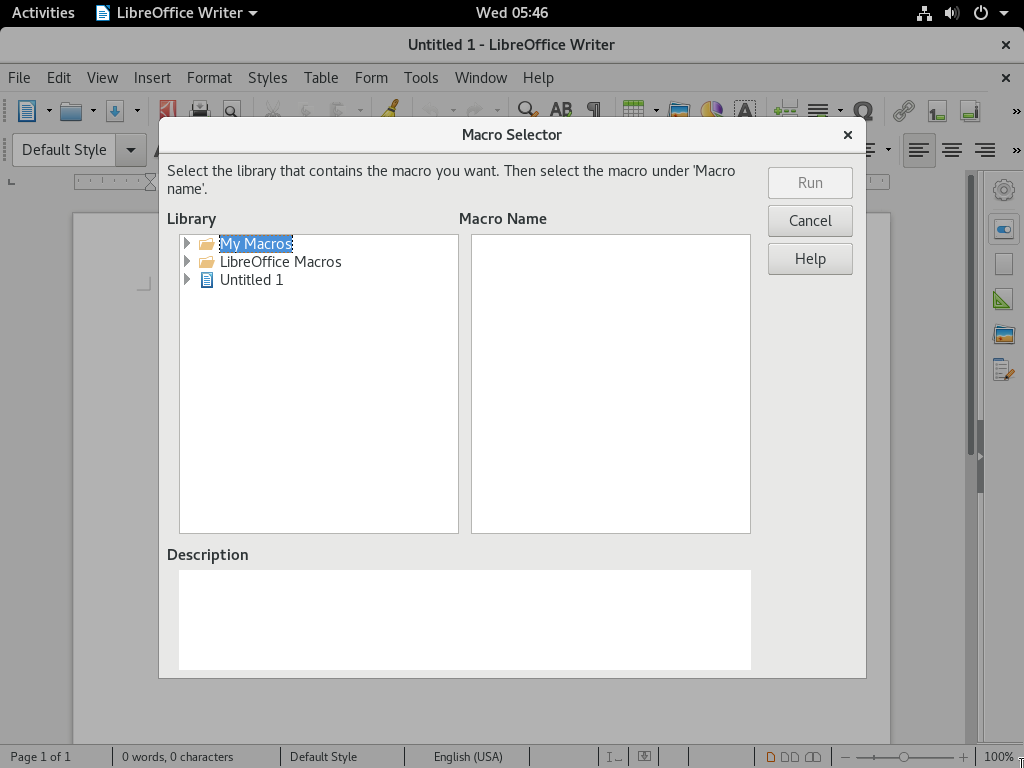 Activities LibreOffice Writer Wed 05:46
Untitled 1 - LibreOffice Writer
File Edit View Insert Format Styles Table Form Tools Window Help
Default Style
Macro Selector
Select the library that contains the macro you want. Then select the macro under 'Macro
name'.
Run
Library Macro Name
Cancel
My Macros
LibreOffice Macros
Help
Untitled 1
Description
Page 1 of 1 0 words, 0 characters Default Style English (USA) 100%